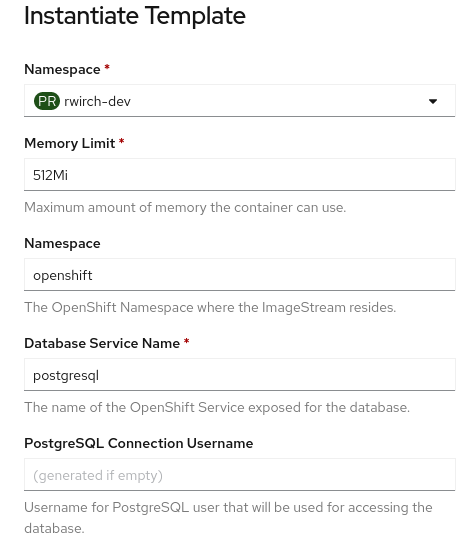 Instantiate Template
Namespace *
PR rwirch-dev
Memory Limit *
512Mi
Maximum amount of memory the container can use.
Namespace
openshift
The OpenShift Namespace where the ImageStream resides.
Database Service Name *
postgresql
The name of the OpenShift Service exposed for the database.
PostgreSQL Connection Username
(generated if empty)
Username for PostgreSQL user that will be used for accessing the
database.